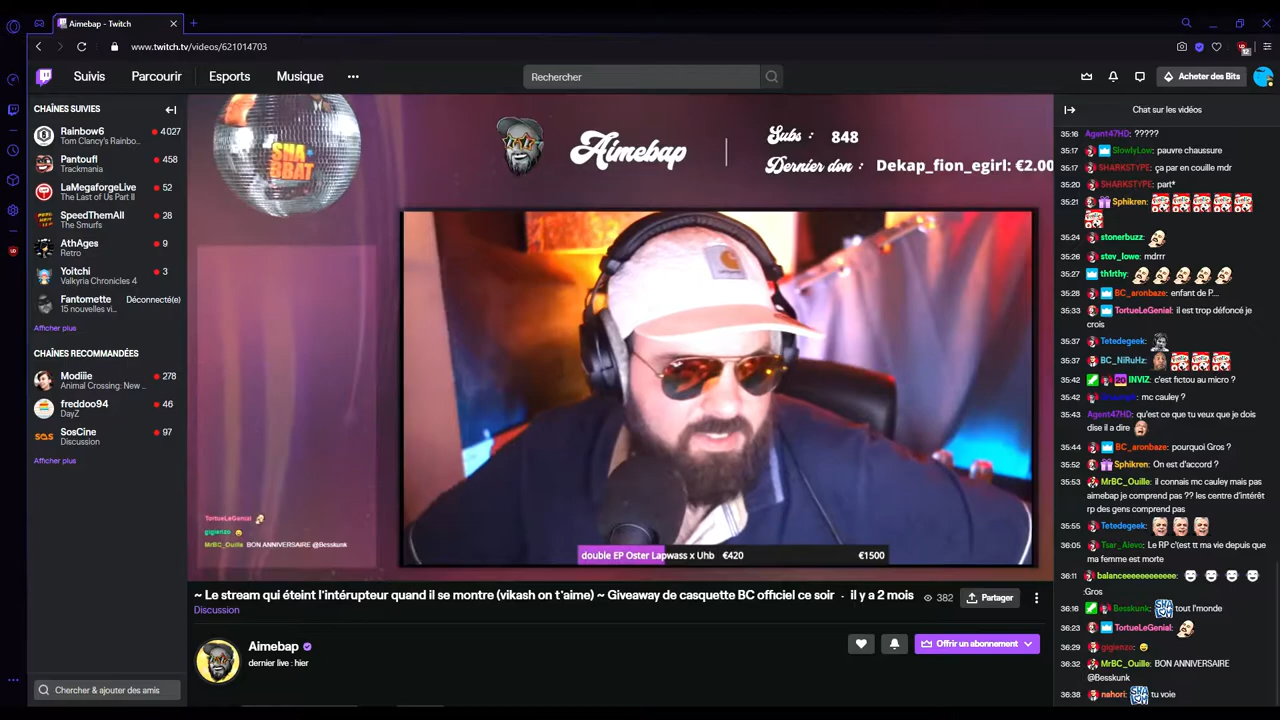 Aimebap - Twitch
www.twitch.tv/videos/621014703
12
Suivis
Parcourir
Esports
Musique
Rechercher
Acheter des Bits
CHAÎNES SUIVIES
Rainbow6
4027
Tom Clancy's Rainbo...
Pantoufl
458
Trackmania
LaMegaforgeLive
52
The Last of Us Part II
SpeedThemAll
28
The Smurfs
AthAges
9
Retro
Yoitchi
3
Valkyria Chronicles 4
Fantomette
Déconnecté(e)
15 nouvelles vi...
Afficher plus
CHAÎNES RECOMMANDÉES
Modiiie
278
Animal Crossing: New ...
freddoo94
46
DayZ
SosCine
97
Discussion
Afficher plus
Chercher & ajouter des amis
SHA
BBAT
Aimebap
Subs : 848
Dernier don : Dekap_fion_egirl: €2.00
TortueLeGenial
gigienzo
MrBC_Ouille BON ANNIVERSAIRE @Besskunk
double EP Oster Lapwass x Uhb €420 €1500
~ Le stream qui éteint l'intérupteur quand il se montre (vikash on t'aime) ~ Giveaway de casquette BC officiel ce soir · il y a 2 mois
382
Partager
Discussion
Aimebap
dernier live : hier
Offrir un abonnement
Chat sur les vidéos
35:16 Agent47HD: ?????
35:17 SlowlyLow: pauvre chaussure
35:17 SHARKSTYPE: ça par en couille mdr
35:20 SHARKSTYPE: part*
35:21 Sphikren:
35:24 stonerbuzz:
35:26 stev_lowe: mdrrr
35:27 th1rthy:
35:28 BC_aronbaze: enfant de P...
35:33 TortueLeGenial: il est trop défoncé je
crois
35:37 Tetedegeek:
35:37 BC_NiRuHz:
35:42 20 INVIZ: c'est fictou au micro ?
35:42 mc cauley ?
35:43 Agent47HD: qu'est ce que tu veux que je dois
dise il a dire
35:44 BC_aronbaze: pourquoi Gros ?
35:52 Sphikren: On est d'accord ?
35:53 MrBC_Ouille: il connais mc cauley mais pas
aimebap je comprend pas ?? les centre d'intérêt
rp des gens comprend pas
35:55 Tetedegeek:
36:05 Tsar_Alevo: Le RP c'est tt ma vie depuis que
ma femme est morte
36:11 balanceeeeeeeeeeee:
:Gros
36:16 Besskunk: tout l'monde
36:23 TortueLeGenial:
36:29 gigienzo:
36:32 MrBC_Ouille: BON ANNIVERSAIRE
@Besskunk
36:38 nahori: tu voie